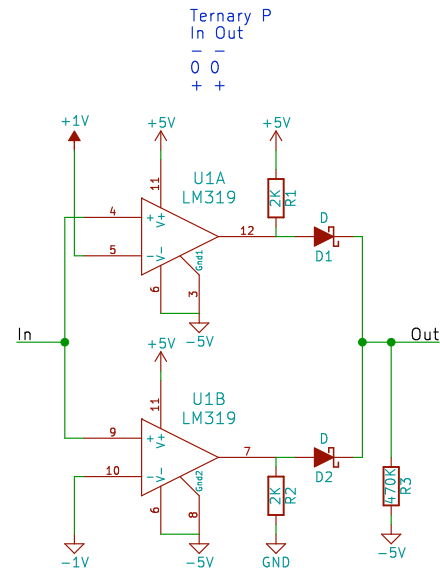 Ternary P
In Out
- -
0 0
+ +
+1V
+5V
+5V
U1A
LM319
11
4
+
V+
5
-
V-
Gnd1
6
3
-5V
12
2K
R1
D
D1
In
Out
+5V
U1B
LM319
11
9
+
V+
10
-
V-
Gnd2
6
8
-1V
-5V
7
2K
R2
GND
D
D2
470K
R3
-5V